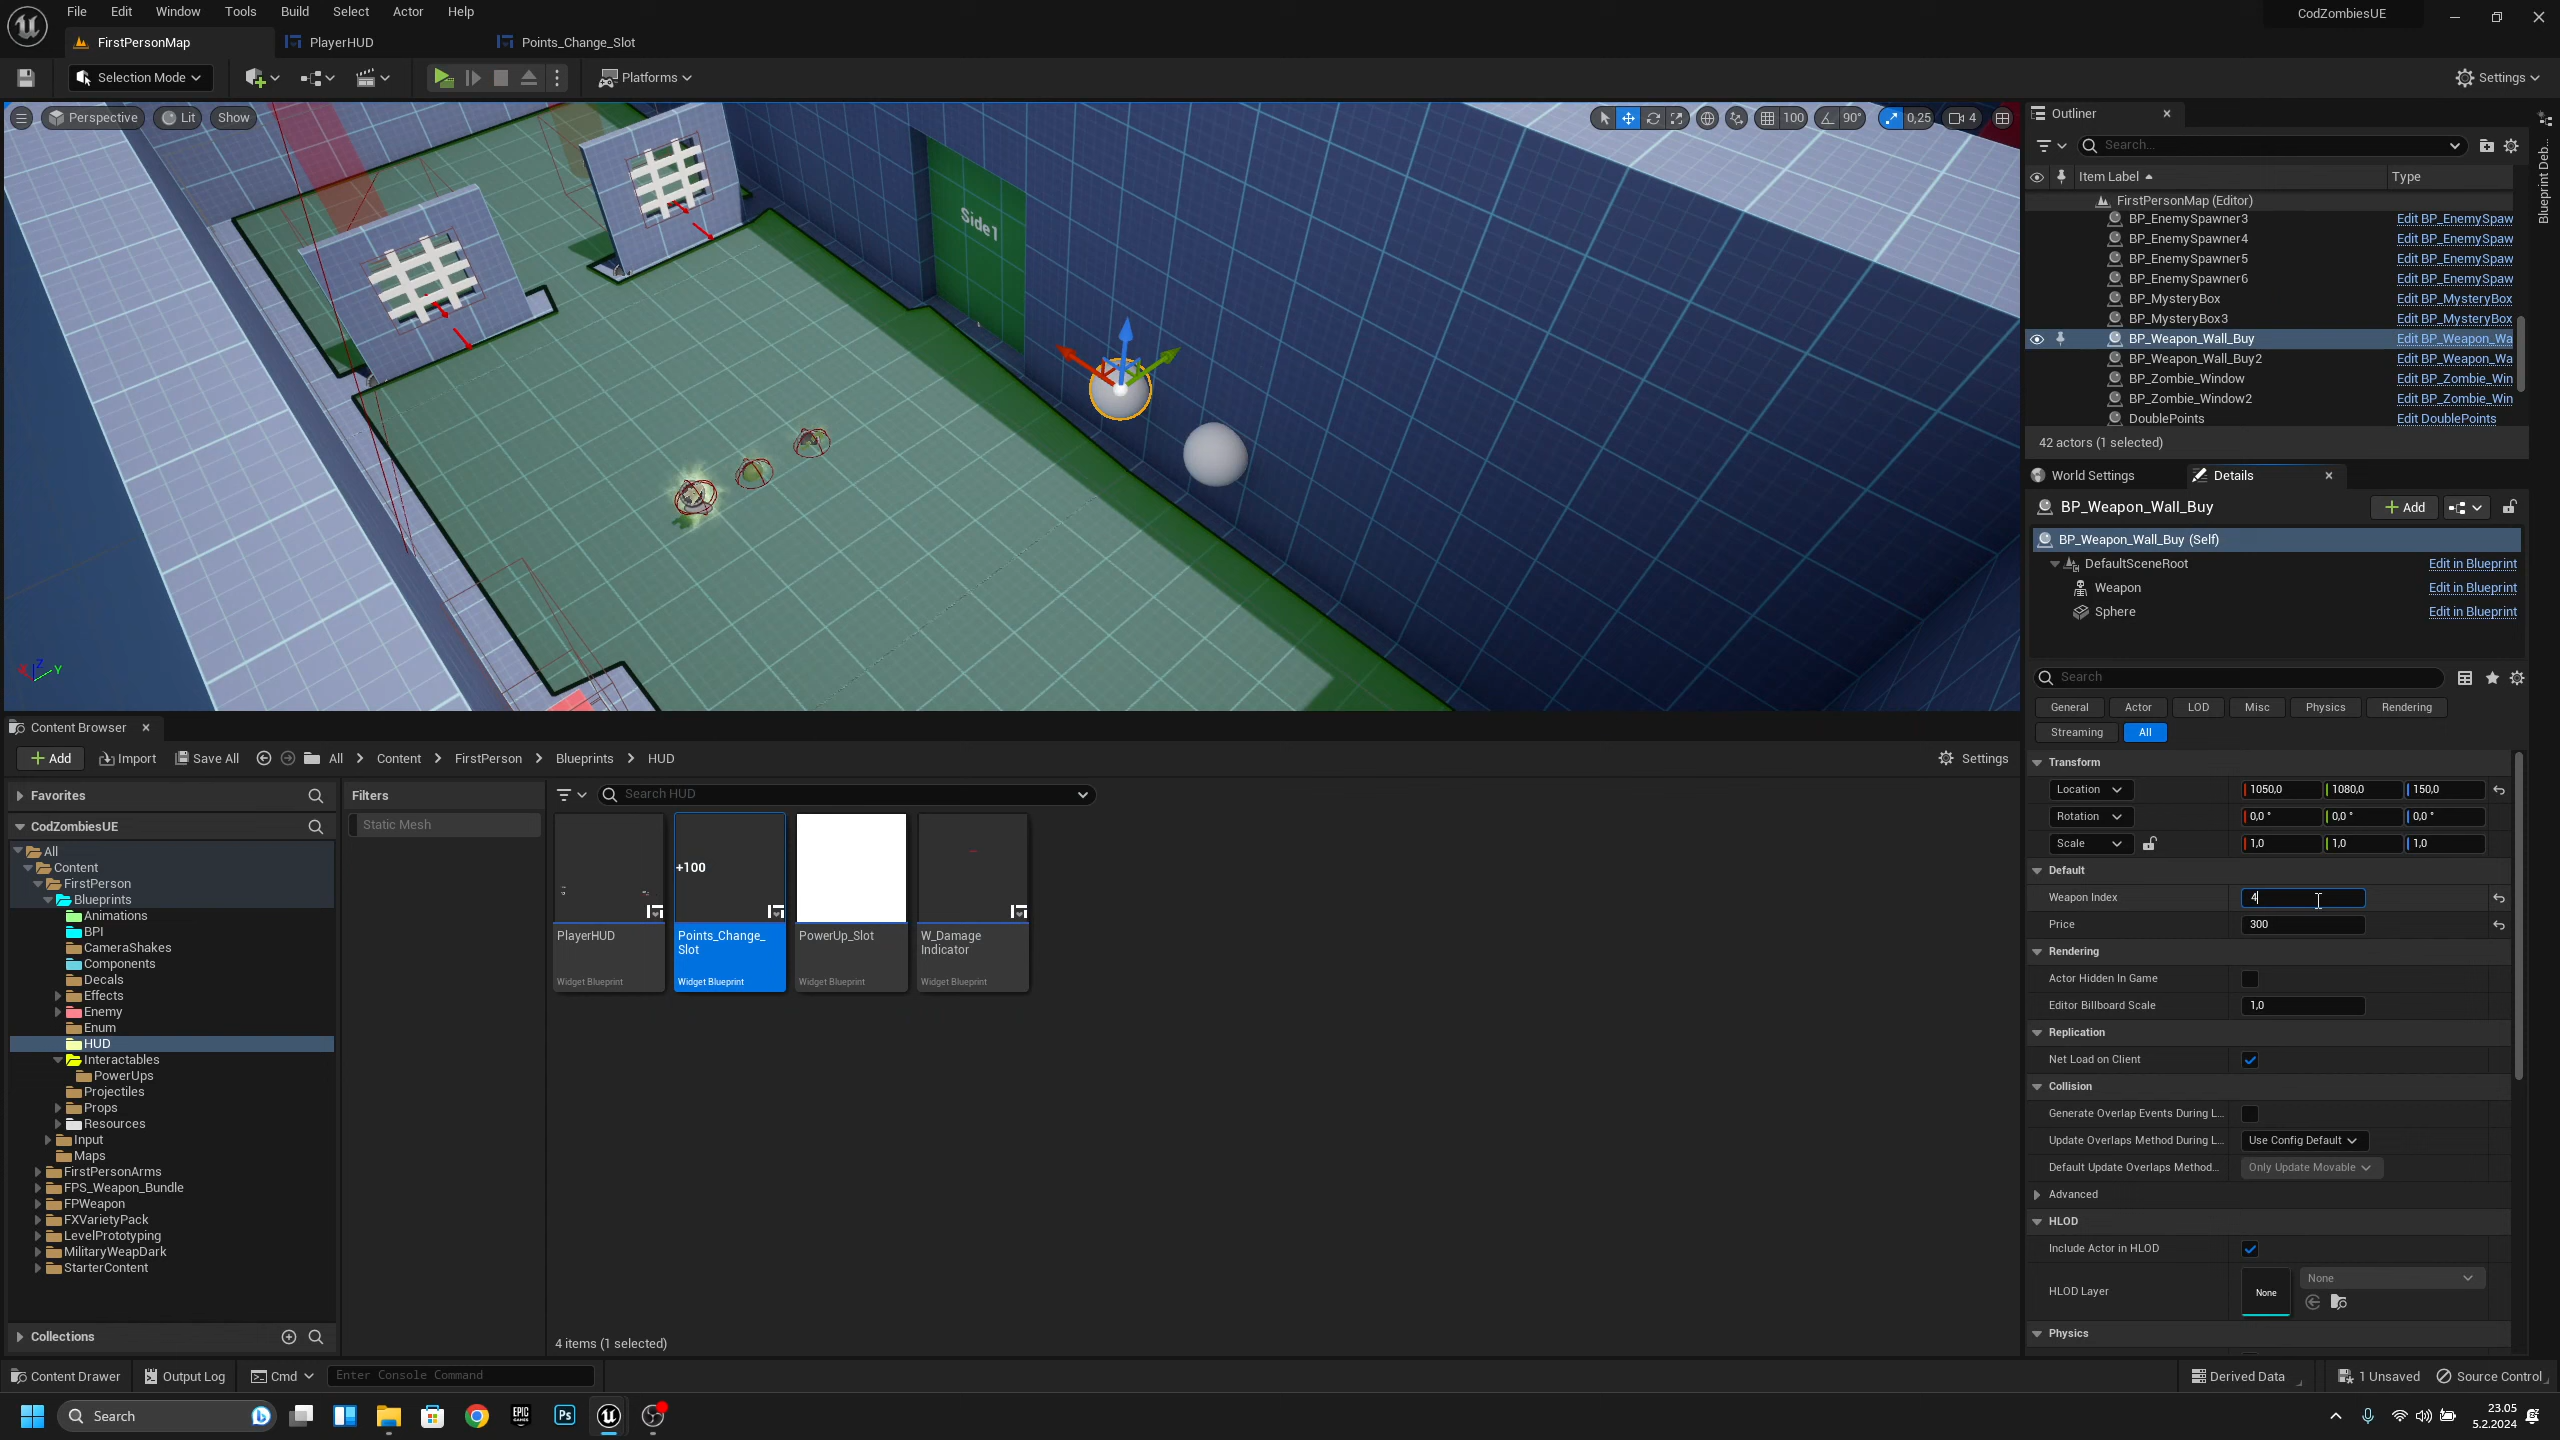 File Edit Window Tools Build Select Actor Help
CodZombiesUE
FirstPersonMap PlayerHUD Points_Change_Slot
Selection Mode Platforms Settings
Perspective Lit Show 100 90° 0,25 4
Side1
Outliner
Search...
Item Label Type
FirstPersonMap (Editor)
BP_EnemySpawner3 Edit BP_EnemySpaw
BP_EnemySpawner4 Edit BP_EnemySpaw
BP_EnemySpawner5 Edit BP_EnemySpaw
BP_EnemySpawner6 Edit BP_EnemySpaw
BP_MysteryBox Edit BP_MysteryBox
BP_MysteryBox3 Edit BP_MysteryBox
BP_Weapon_Wall_Buy Edit BP_Weapon_Wa
BP_Weapon_Wall_Buy2 Edit BP_Weapon_Wa
BP_Zombie_Window Edit BP_Zombie_Win
BP_Zombie_Window2 Edit BP_Zombie_Win
DoublePoints Edit DoublePoints
42 actors (1 selected)
Blueprint Deb...
World Settings Details
BP_Weapon_Wall_Buy Add
BP_Weapon_Wall_Buy (Self)
DefaultSceneRoot Edit in Blueprint
Weapon Edit in Blueprint
Sphere Edit in Blueprint
Search
General Actor LOD Misc Physics Rendering
Streaming All
Transform
Location 1050,0 1080,0 150,0
Rotation 0,0 ° 0,0 ° 0,0 °
Scale 1,0 1,0 1,0
Default
Weapon Index 4
Price 300
Rendering
Actor Hidden In Game
Editor Billboard Scale 1,0
Replication
Net Load on Client
Collision
Generate Overlap Events During L...
Update Overlaps Method During L... Use Config Default
Default Update Overlaps Method... Only Update Movable
Advanced
HLOD
Include Actor in HLOD
HLOD Layer None None
Physics
Content Browser
Add Import Save All All Content FirstPerson Blueprints HUD Settings
Favorites
CodZombiesUE
All
Content
FirstPerson
Blueprints
Animations
BPI
CameraShakes
Components
Decals
Effects
Enemy
Enum
HUD
Interactables
PowerUps
Projectiles
Props
Resources
Input
Maps
FirstPersonArms
FPS_Weapon_Bundle
FPWeapon
FXVarietyPack
LevelPrototyping
MilitaryWeapDark
StarterContent
Collections
Filters
Static Mesh
Search HUD
+100
PlayerHUD
Widget Blueprint
Points_Change_
Slot
Widget Blueprint
PowerUp_Slot
Widget Blueprint
W_Damage
Indicator
Widget Blueprint
4 items (1 selected)
Content Drawer Output Log Cmd Enter Console Command Derived Data 1 Unsaved Source Control
Search EPIC GAMES Ps 23.05
5.2.2024